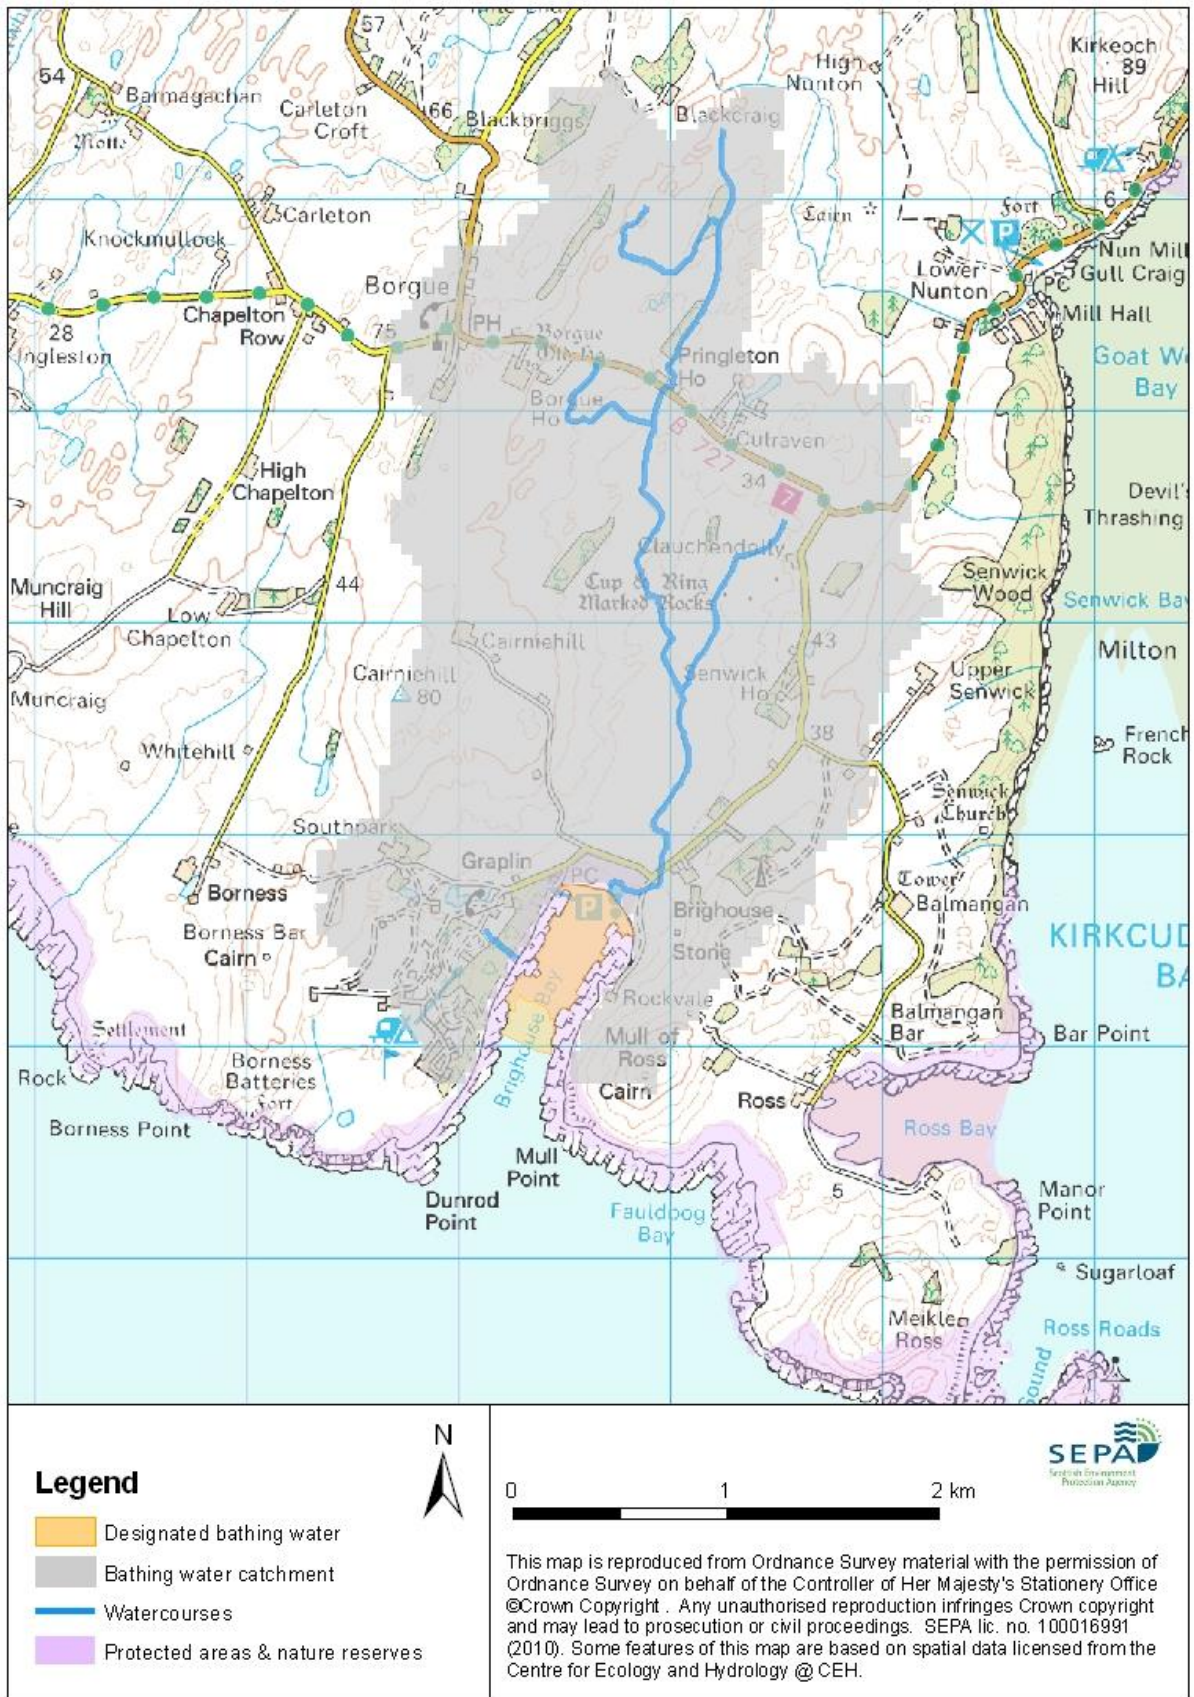 57
Kirkeoch
89
Hill
High
Nunton
54
Barmagachan
Carleton
Croft
66
Blackbriggs
Blackcraig
Motte
Carleton
Cairn
Fort
6
Knockmullock
Nun Mill
Gull Craig
Lower
Nunton
PC
P
Borgue
PH
Mill Hall
28
Chapelton
Row
75
Borgue
Pringleton
Ho
Ingleston
Goat W
Bay
Borgue
Ho
B 727
Culraven
34
7
High
Chapelton
Devil's
Thrashing
Clauchendolly
Cup & Ring
Marked Rocks
Muncraig
Hill
44
Senwick
Wood
Senwick Bay
Low
Chapelton
Cairniehill
43
Milton
Cairniehill
80
Senwick
Ho
Upper
Senwick
Muncraig
Whitehill
38
French
Rock
Senwick
Church
Southpark
Graplin
PC
P
Borness
Tower
Balmangan
Brighouse
Borness Bar
Cairn
Stone
KIRKCUD
BA
Rockvale
Settlement
Brighouse Bay
Mull of
Ross
Balmangan
Bar
Bar Point
Rock
Borness
Batteries
Fort
Cairn
Ross
Ross Bay
Borness Point
Mull
Point
5
Manor
Point
Dunrod
Point
Fauldbog
Bay
Sugarloaf
Meikle
Ross
80
Ross Roads
Sound
Legend
Designated bathing water
Bathing water catchment
Watercourses
Protected areas & nature reserves
N
0 1 2 km
SEPA
Scottish Environment
Protection Agency
This map is reproduced from Ordnance Survey material with the permission of
Ordnance Survey on behalf of the Controller of Her Majesty's Stationery Office
©Crown Copyright . Any unauthorised reproduction infringes Crown copyright
and may lead to prosecution or civil proceedings. SEPA lic. no. 100016991
(2010). Some features of this map are based on spatial data licensed from the
Centre for Ecology and Hydrology @ CEH.